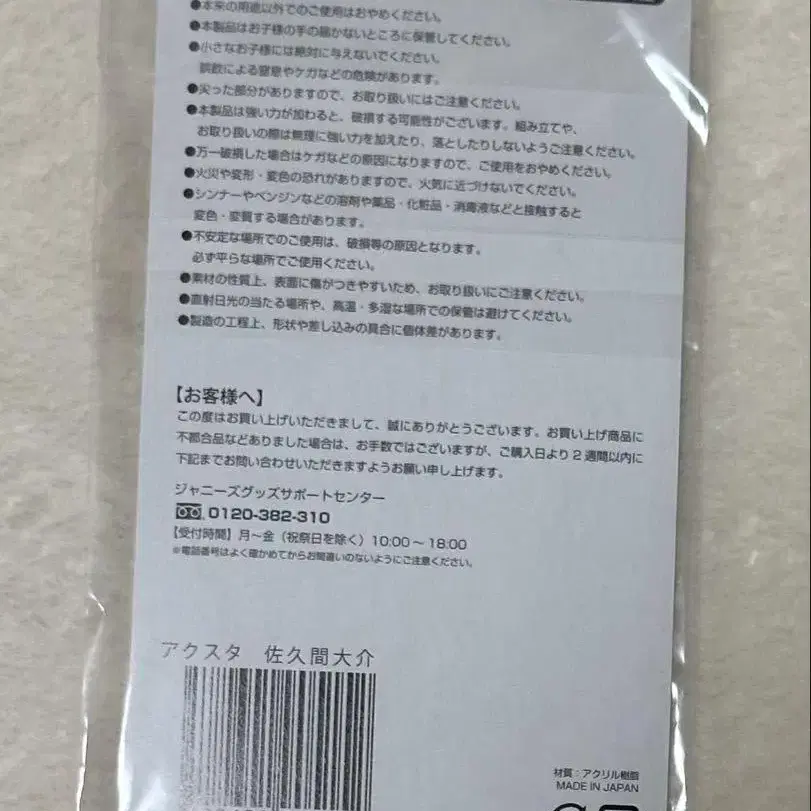 ●本来の用途以外でのご使用はおやめください。
●本製品はお子様の手の届かないところに保管してください。
●小さなお子様には絶対に与えないでください。
誤飲による窒息やケガなどの危険があります。
●尖った部分がありますので、お取り扱いにはご注意ください。
●本製品は強い力が加わると、破損する可能性がございます。組み立てや、
お取り扱いの際は無理に強い力を加えたり、落としたりしないようご注意ください。
●万一破損した場合はケガなどの原因になりますので、ご使用をおやめください。
●火災や変形・変色の恐れがありますので、火気に近づけないでください。
●シンナーやベンジンなどの溶剤や薬品・化粧品・消毒液などと接触すると
変色・変質する場合があります。
●不安定な場所でのご使用は、破損等の原因となります。
必ず平らな場所でご使用ください。
●素材の性質上、表面に傷がつきやすいため、お取り扱いにご注意ください。
●直射日光の当たる場所や、高温・多湿な場所での保管は避けてください。
●製造の工程上、形状や差し込みの具合に個体差があります。
【お客様へ】
この度はお買い上げいただきまして、誠にありがとうございます。お買い上げ商品に
不都合品などありました場合は、お手数ではございますが、ご購入日より2週間以内に
下記までお問い合わせいただきますようお願い申し上げます。
ジャニーズグッズサポートセンター
0120-382-310
【受付時間】月～金（祝祭日を除く）10:00～18:00
※電話番号はよく確かめてからお間違いのないようにご注意ください。
アクスタ 佐久間大介
材質：アクリル樹脂
MADE IN JAPAN